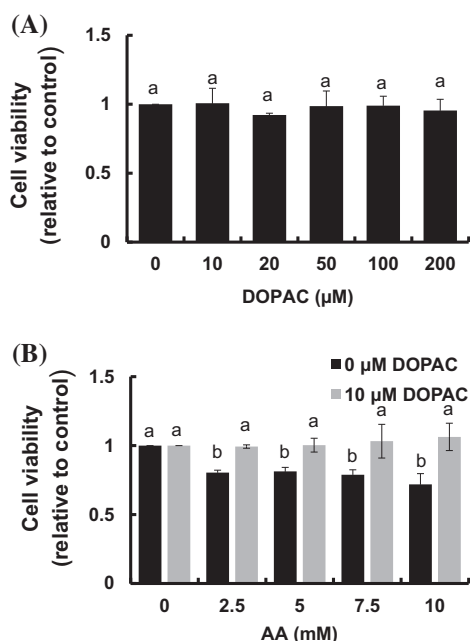 (A)
1.5
1
0.5
0
Cell viability
(relative to control)
a a a a a a
0 10 20 50 100 200
DOPAC (μM)
(B)
0 μM DOPAC
10 μM DOPAC
1.5
1
0.5
0
Cell viability
(relative to control)
a a b a b a b a b a
0 2.5 5 7.5 10
AA (mM)